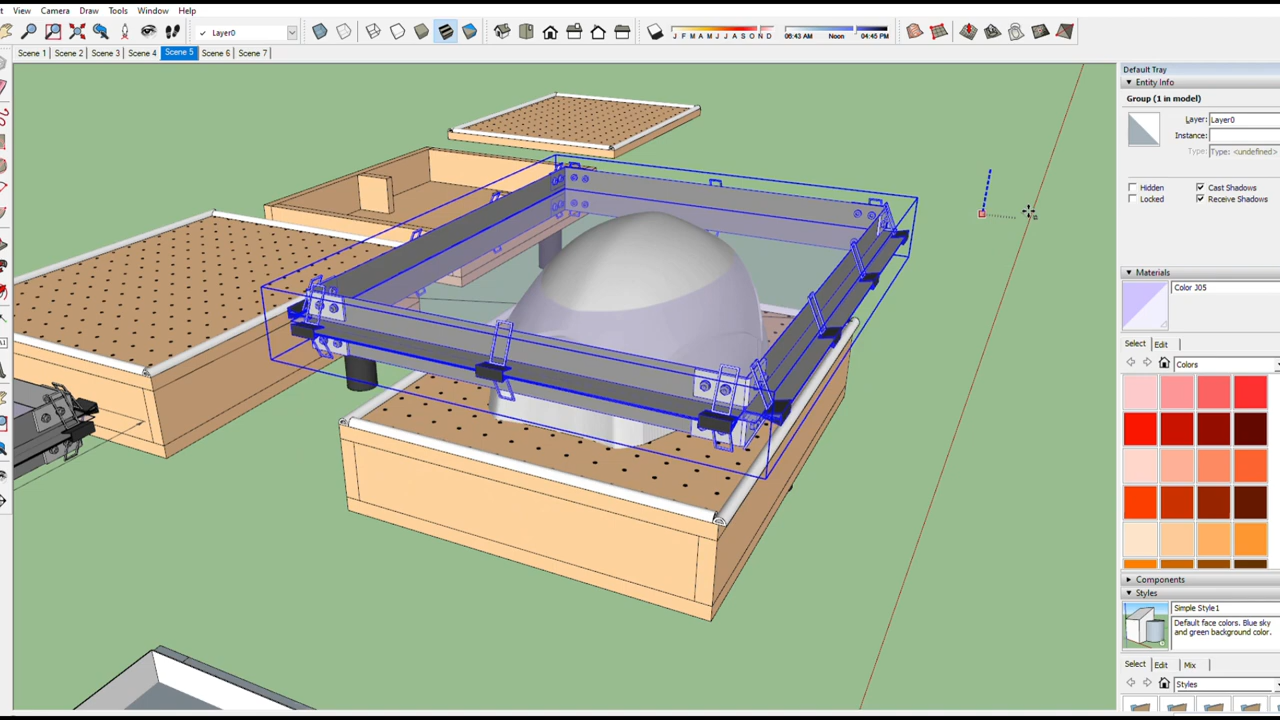 View Camera Draw Tools Window Help
Layer0
J F M A M J J A S O N D
06:43 AM Noon 04:45 PM
Scene 1 Scene 2 Scene 3 Scene 4 Scene 5 Scene 6 Scene 7
Default Tray
Entity Info
Group (1 in model)
Layer: Layer0
Instance:
Type: Type: <undefined>
Hidden Cast Shadows
Locked Receive Shadows
Materials
Color J05
Select Edit
Colors
Components
Styles
Simple Style1
Default face colors. Blue sky
and green background color.
Select Edit Mix
Styles